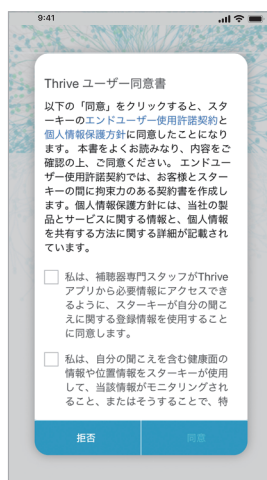 9:41
Thrive ユーザー同意書
以下の「同意」をクリックすると、スタ
ーキーのエンドユーザー使用許諾契約と
個人情報保護方針に同意したことになり
ます。 本書をよくお読みなり、内容をご
確認の上、ご同意ください。 エンドユー
ザー使用許諾契約では、お客様とスター
キーの間に拘束力のある契約書を作成し
ます。個人情報保護方針には、当社の製
品とサービスに関する情報と、個人情報
を共有する方法に関する詳細が記載され
ています。
私は、補聴器専門スタッフがThrive
アプリから必要情報にアクセスでき
るように、スターキーが自分の聞こ
えに関する登録情報を使用すること
に同意します。
私は、自分の聞こえを含む健康面の
情報や位置情報をスターキーが使用
して、当該情報がモニタリングされ
ること、またはそうすることで、特
拒否 同意